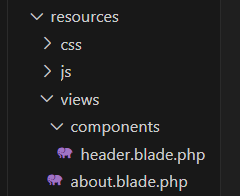 resources
css
js
views
components
header.blade.php
about.blade.php